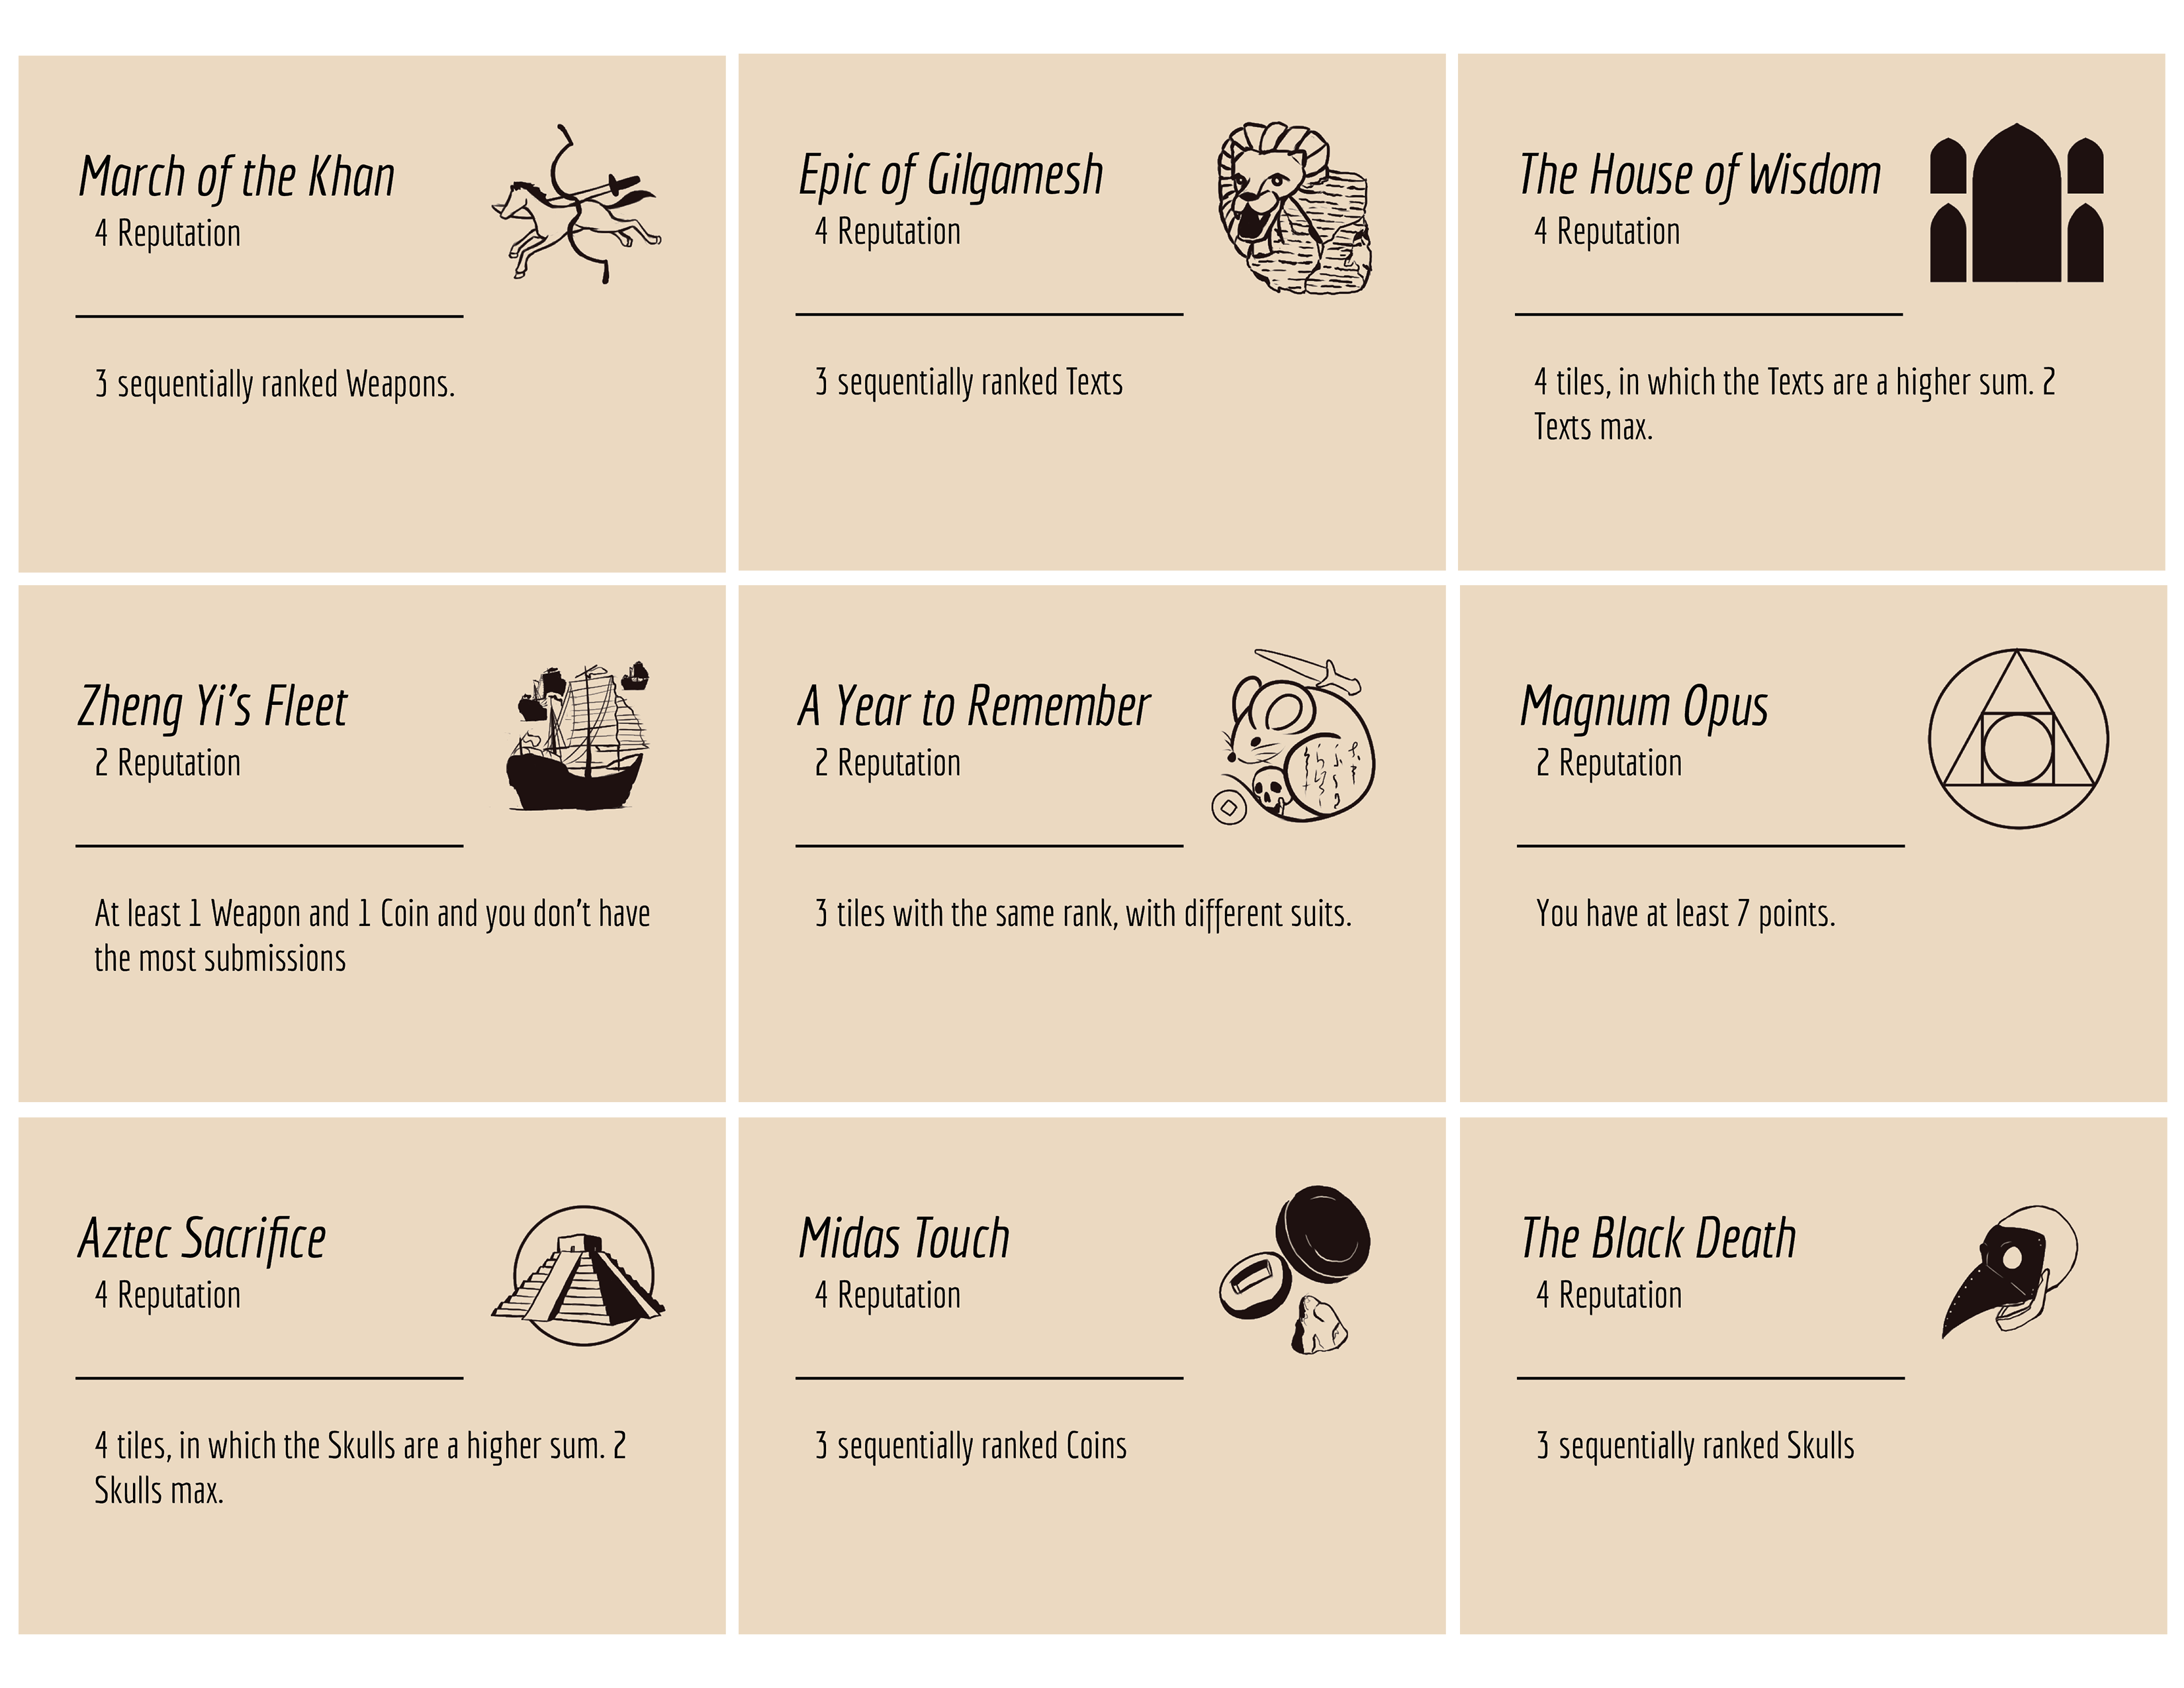 March of the Khan
4 Reputation
3 sequentially ranked Weapons.
Epic of Gilgamesh
4 Reputation
3 sequentially ranked Texts
The House of Wisdom
4 Reputation
4 tiles, in which the Texts are a higher sum. 2
Texts max.
Zheng Yi’s Fleet
2 Reputation
At least 1 Weapon and 1 Coin and you don’t have
the most submissions
A Year to Remember
2 Reputation
3 tiles with the same rank, with different suits.
Magnum Opus
2 Reputation
You have at least 7 points.
Aztec Sacrifice
4 Reputation
4 tiles, in which the Skulls are a higher sum. 2
Skulls max.
Midas Touch
4 Reputation
3 sequentially ranked Coins
The Black Death
4 Reputation
3 sequentially ranked Skulls